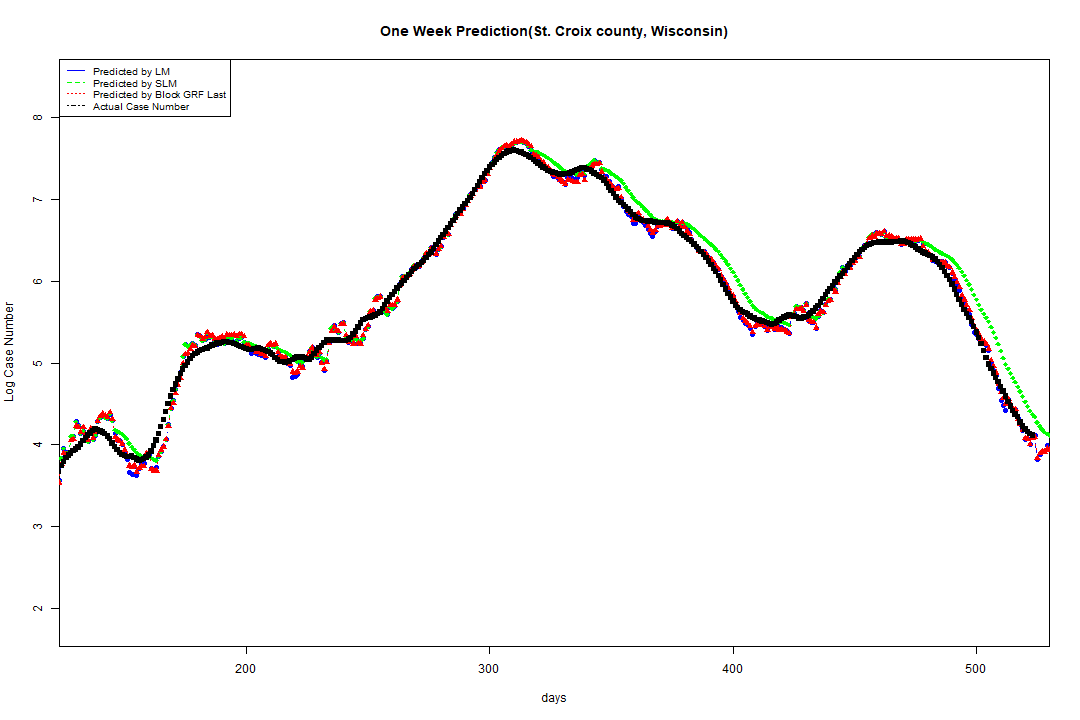 One Week Prediction(St. Croix county, Wisconsin)
Predicted by LM
Predicted by SLM
Predicted by Block GRF Last
Actual Case Number
8
7
6
5
4
3
2
Log Case Number
200 300 400 500
days